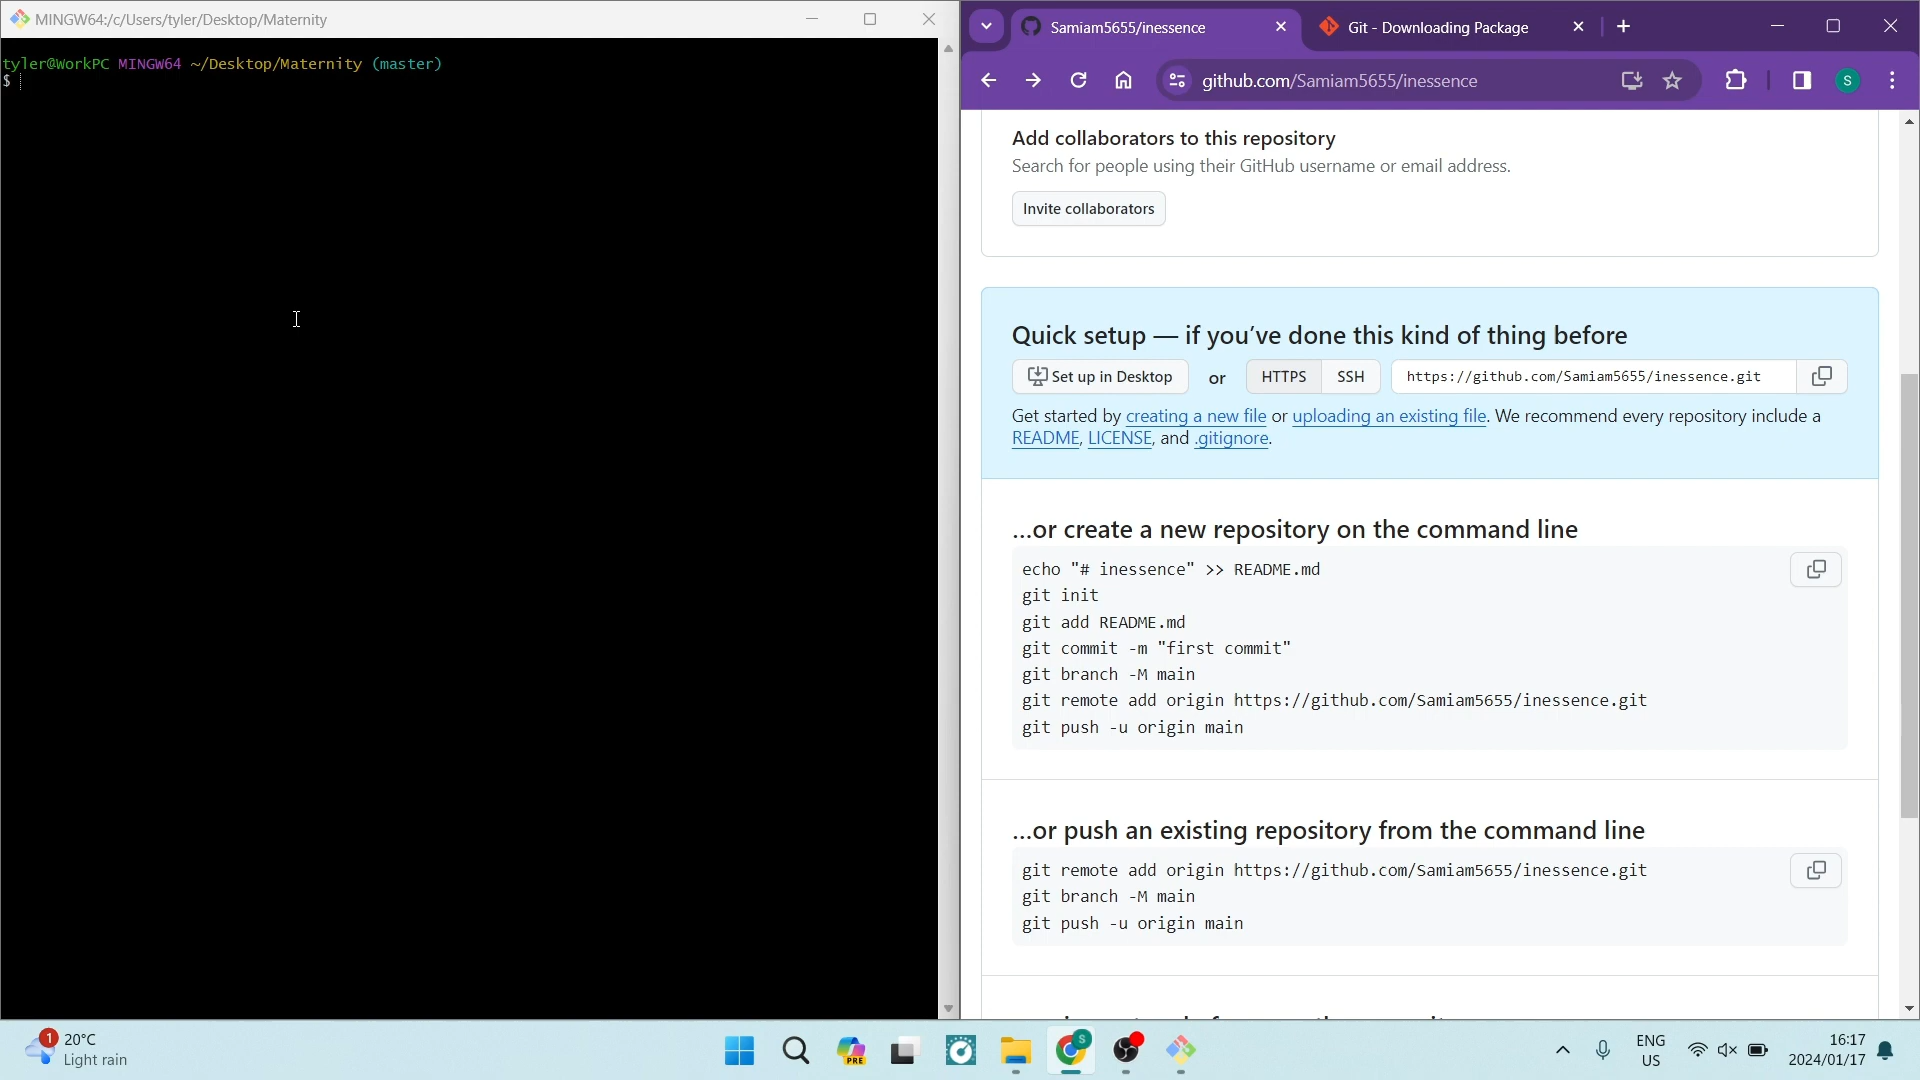 MINGW64:/c/Users/tyler/Desktop/Maternity
tyler@WorkPC MINGW64 ~/Desktop/Maternity (master)
$
Samiam5655/inessence
Git - Downloading Package
github.com/Samiam5655/inessence
S
Add collaborators to this repository
Search for people using their GitHub username or email address.
Invite collaborators
Quick setup — if you've done this kind of thing before
Set up in Desktop or HTTPS SSH https://github.com/Samiam5655/inessence.git
Get started by creating a new file or uploading an existing file. We recommend every repository include a
README, LICENSE, and .gitignore.
…or create a new repository on the command line
echo "# inessence" >> README.md
git init
git add README.md
git commit -m "first commit"
git branch -M main
git remote add origin https://github.com/Samiam5655/inessence.git
git push -u origin main
…or push an existing repository from the command line
git remote add origin https://github.com/Samiam5655/inessence.git
git branch -M main
git push -u origin main
1
20°C
Light rain
PRE
S
ENG
US
16:17
2024/01/17